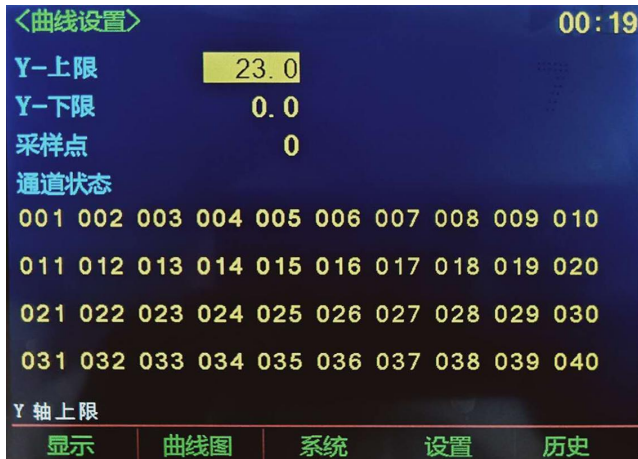 〈曲线设置〉 00:19
Y-上限 23.0
Y-下限 0.0
采样点 0
通道状态
001 002 003 004 005 006 007 008 009 010
011 012 013 014 015 016 017 018 019 020
021 022 023 024 025 026 027 028 029 030
031 032 033 034 035 036 037 038 039 040
Y 轴上限
显示 曲线图 系统 设置 历史